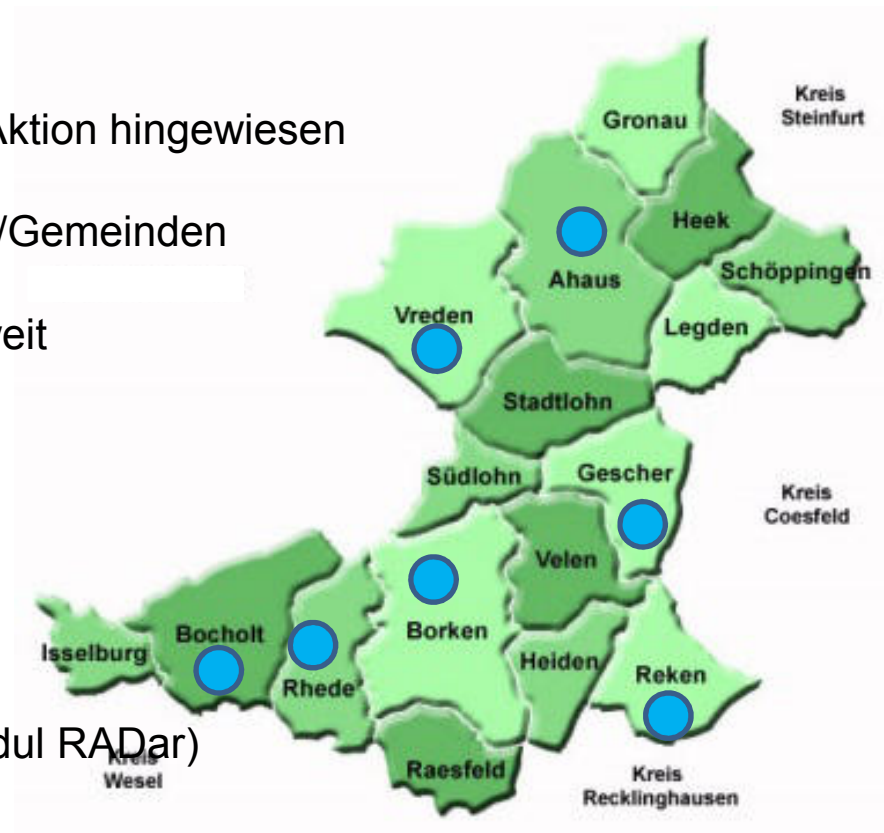 Aktion hingewiesen
/Gemeinden
weit
dul RADar)
Gronau
Kreis
Steinfurt
Heek
Ahaus
Schöppingen
Vreden
Legden
Stadtlohn
Südlohn
Gescher
Kreis
Coesfeld
Velen
Bocholt
Borken
Isselburg
Rhede
Heiden
Reken
Kreis
Wesel
Raesfeld
Kreis
Recklinghausen